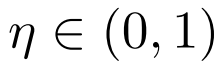 η ∈ (0, 1)